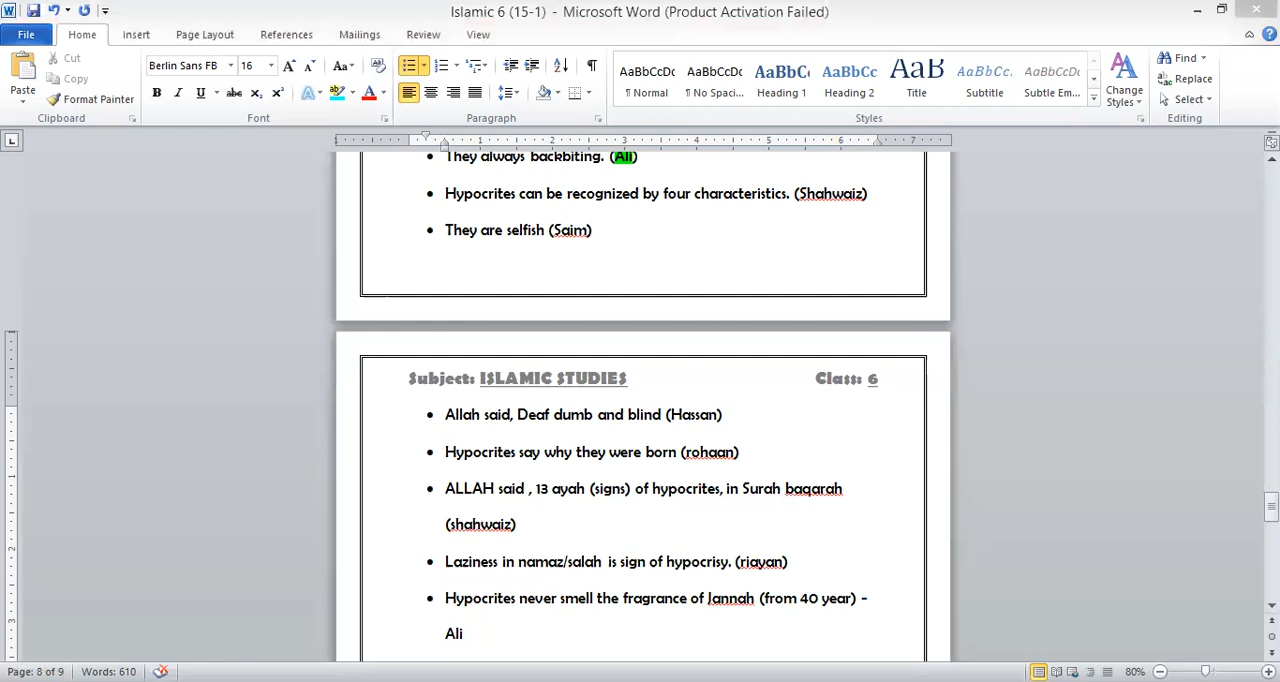 Islamic 6 (15-1) - Microsoft Word (Product Activation Failed)
File Home Insert Page Layout References Mailings Review View
Paste
Cut
Copy
Format Painter
Clipboard
Berlin Sans FB 16
Font
Paragraph
AaBbCcDc AaBbCcDc AaBbCc AaBbCc AaB AaBbCc. AaBbCcDc
¶ Normal ¶ No Spaci... Heading 1 Heading 2 Title Subtitle Subtle Em...
Change
Styles
Styles
Find
Replace
Select
Editing
• They always backbiting. (Ali)
• Hypocrites can be recognized by four characteristics. (Shahwaiz)
• They are selfish (Saim)
Subject: ISLAMIC STUDIES Class: 6
• Allah said, Deaf dumb and blind (Hassan)
• Hypocrites say why they were born (rohaan)
• ALLAH said , 13 ayah (signs) of hypocrites, in Surah baqarah
(shahwaiz)
• Laziness in namaz/salah is sign of hypocrisy. (riayan)
• Hypocrites never smell the fragrance of Jannah (from 40 year) –
Ali
Page: 8 of 9 Words: 610 80%